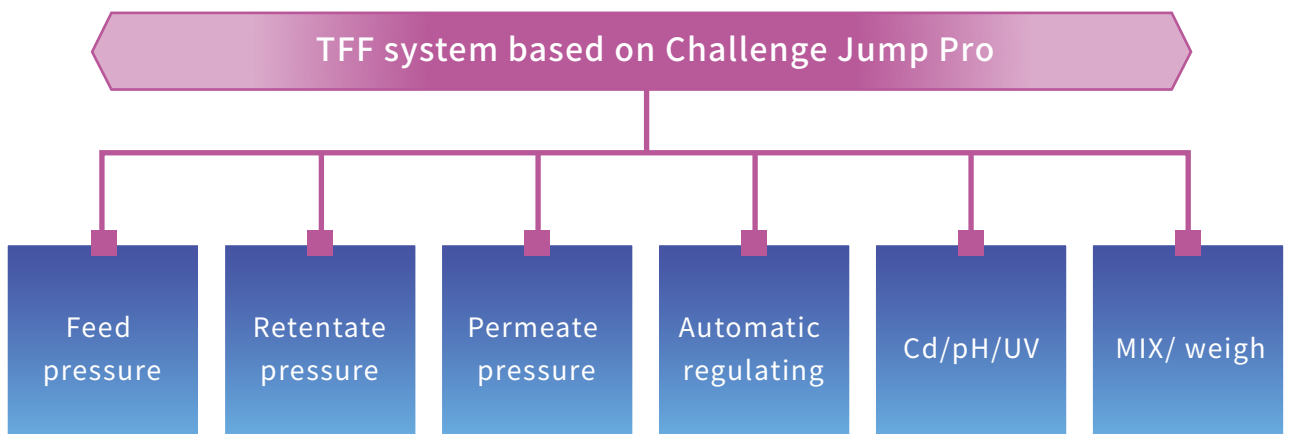 TFF system based on Challenge Jump Pro
Feed
pressure
Retentate
pressure
Permeate
pressure
Automatic
regulating
Cd/pH/UV
MIX/ weigh